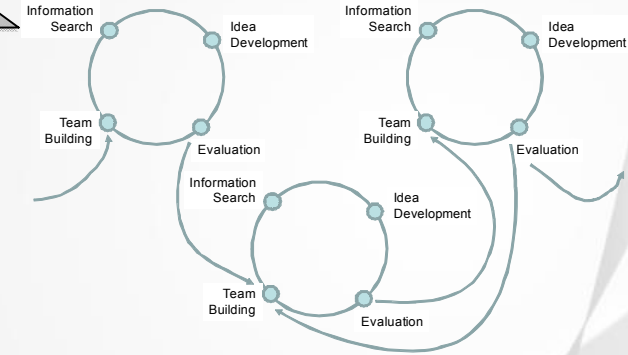 Information
Search
Idea
Development
Team
Building
Evaluation
Information
Search
Idea
Development
Team
Building
Evaluation
Information
Search
Idea
Development
Team
Building
Evaluation